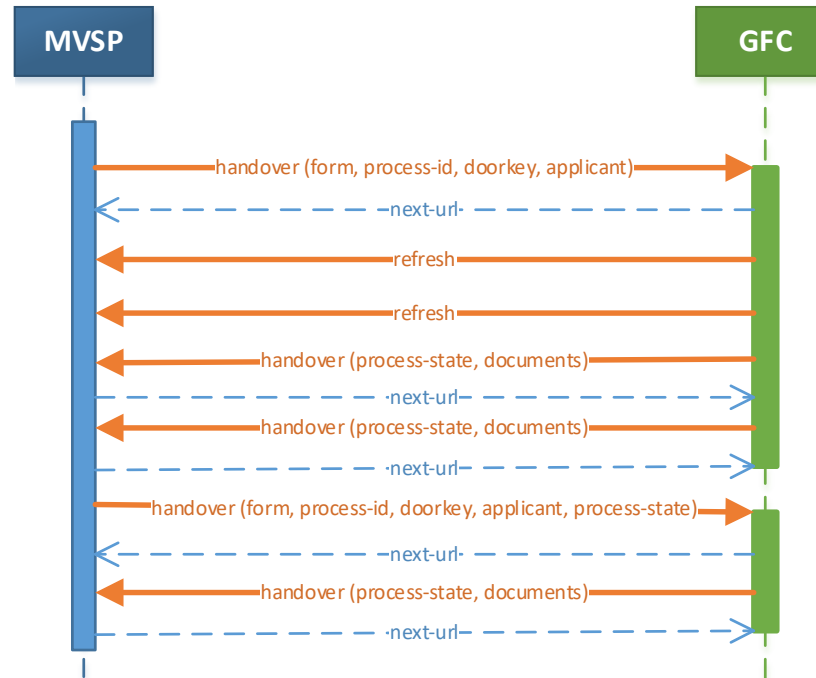 MVSP
GFC
handover (form, process-id, doorkey, applicant)
next-url
refresh
refresh
handover (process-state, documents)
next-url
handover (process-state, documents)
next-url
handover (form, process-id, doorkey, applicant, process-state)
next-url
handover (process-state, documents)
next-url